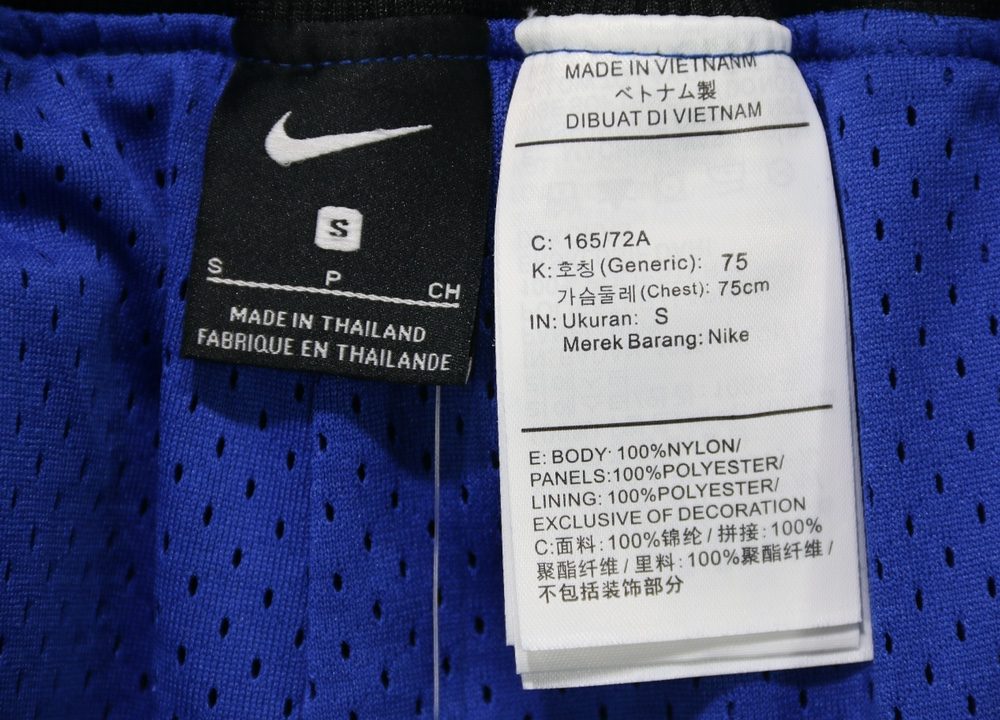 S
S
P
CH
MADE IN THAILAND
FABRIQUE EN THAILANDE
MADE IN VIETNANM
ベトナム製
DIBUAT DI VIETNAM
C: 165/72A
K: 호칭 (Generic): 75
가슴둘레 (Chest): 75cm
IN: Ukuran: S
Merek Barang: Nike
E: BODY: 100%NYLON/
PANELS:100%POLYESTER/
LINING: 100%POLYESTER/
EXCLUSIVE OF DECORATION
C:面料: 100%锦纶 / 拼接: 100%
聚酯纤维 / 里料: 100%聚酯纤维 /
不包括装饰部分